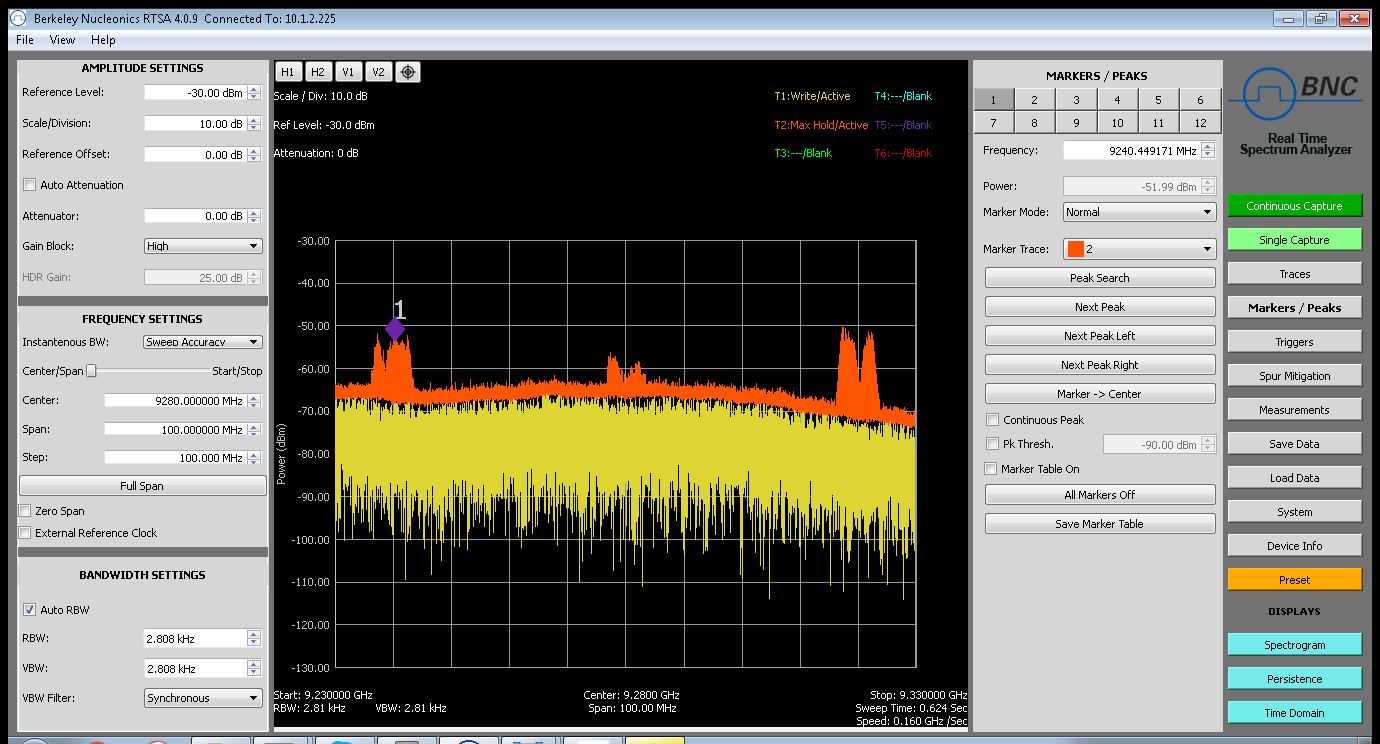 Berkeley Nucleonics RTSA 4.0.9 Connected To: 10.1.2.225
File View Help
AMPLITUDE SETTINGS
Reference Level: -30.00 dBm
Scale/Division: 10.00 dB
Reference Offset: 0.00 dB
Auto Attenuation
Attenuator: 0.00 dB
Gain Block: High
HDR Gain: 25.00 dB
FREQUENCY SETTINGS
Instantenous BW: Sweep Accuracy
Center/Span Start/Stop
Center: 9280.000000 MHz
Span: 100.000000 MHz
Step: 100.000 MHz
Full Span
Zero Span
External Reference Clock
BANDWIDTH SETTINGS
Auto RBW
RBW: 2.808 kHz
VBW: 2.808 kHz
VBW Filter: Synchronous
H1 H2 V1 V2
Scale / Div: 10.0 dB T1:Write/Active T4:---/Blank
Ref Level: -30.0 dBm T2:Max Hold/Active T5:---/Blank
Attenuation: 0 dB T3:---/Blank T6:---/Blank
-30.00
-40.00
1
-50.00
-60.00
-70.00
Power (dBm)
-80.00
-90.00
-100.00
-110.00
-120.00
-130.00
Start: 9.230000 GHz Center: 9.2800 GHz Stop: 9.330000 GHz
RBW: 2.81 kHz VBW: 2.81 kHz Span: 100.00 MHz Sweep Time: 0.624 Sec
Speed: 0.160 GHz /Sec
MARKERS / PEAKS
1 2 3 4 5 6
7 8 9 10 11 12
Frequency: 9240.449171 MHz
Power: -51.99 dBm
Marker Mode: Normal
Marker Trace: 2
Peak Search
Next Peak
Next Peak Left
Next Peak Right
Marker -> Center
Continuous Peak
Pk Thresh. -90.00 dBm
Marker Table On
All Markers Off
Save Marker Table
BNC
Real Time
Spectrum Analyzer
Continuous Capture
Single Capture
Traces
Markers / Peaks
Triggers
Spur Mitigation
Measurements
Save Data
Load Data
System
Device Info
Preset
DISPLAYS
Spectrogram
Persistence
Time Domain